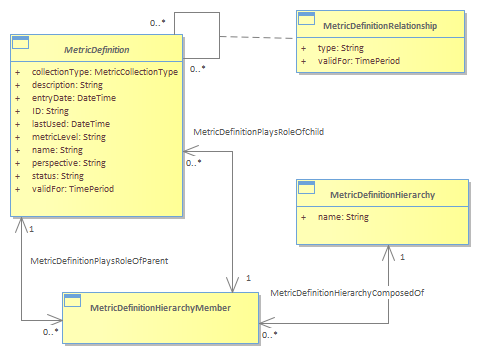 MetricDefinition
+ collectionType: MetricCollectionType
+ description: String
+ entryDate: DateTime
+ ID: String
+ lastUsed: DateTime
+ metricLevel: String
+ name: String
+ perspective: String
+ status: String
+ validFor: TimePeriod
0..*
0..*
MetricDefinitionRelationship
+ type: String
+ validFor: TimePeriod
MetricDefinitionPlaysRoleOfChild
0..*
1
MetricDefinitionHierarchy
+ name: String
1
MetricDefinitionPlaysRoleOfParent
1
0..*
MetricDefinitionHierarchyComposedOf
0..*
MetricDefinitionHierarchyMember